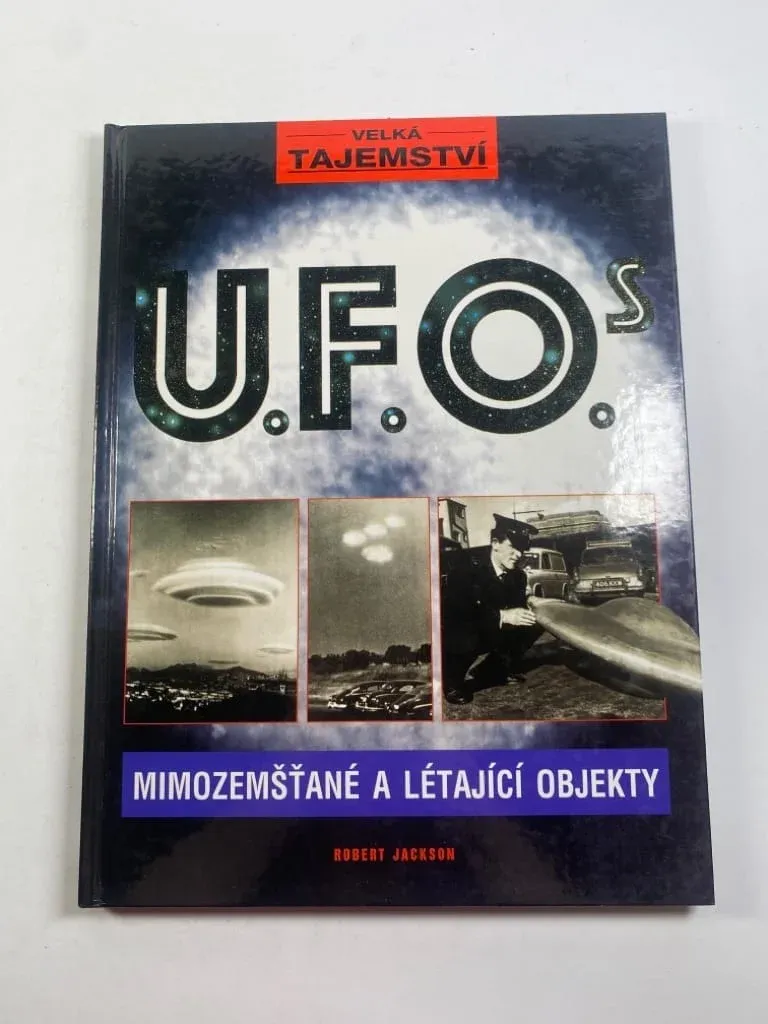 VELKÁ
TAJEMSTVÍ
U.F.O.s
MIMOZEMŠŤANÉ A LÉTAJÍCÍ OBJEKTY
ROBERT JACKSON